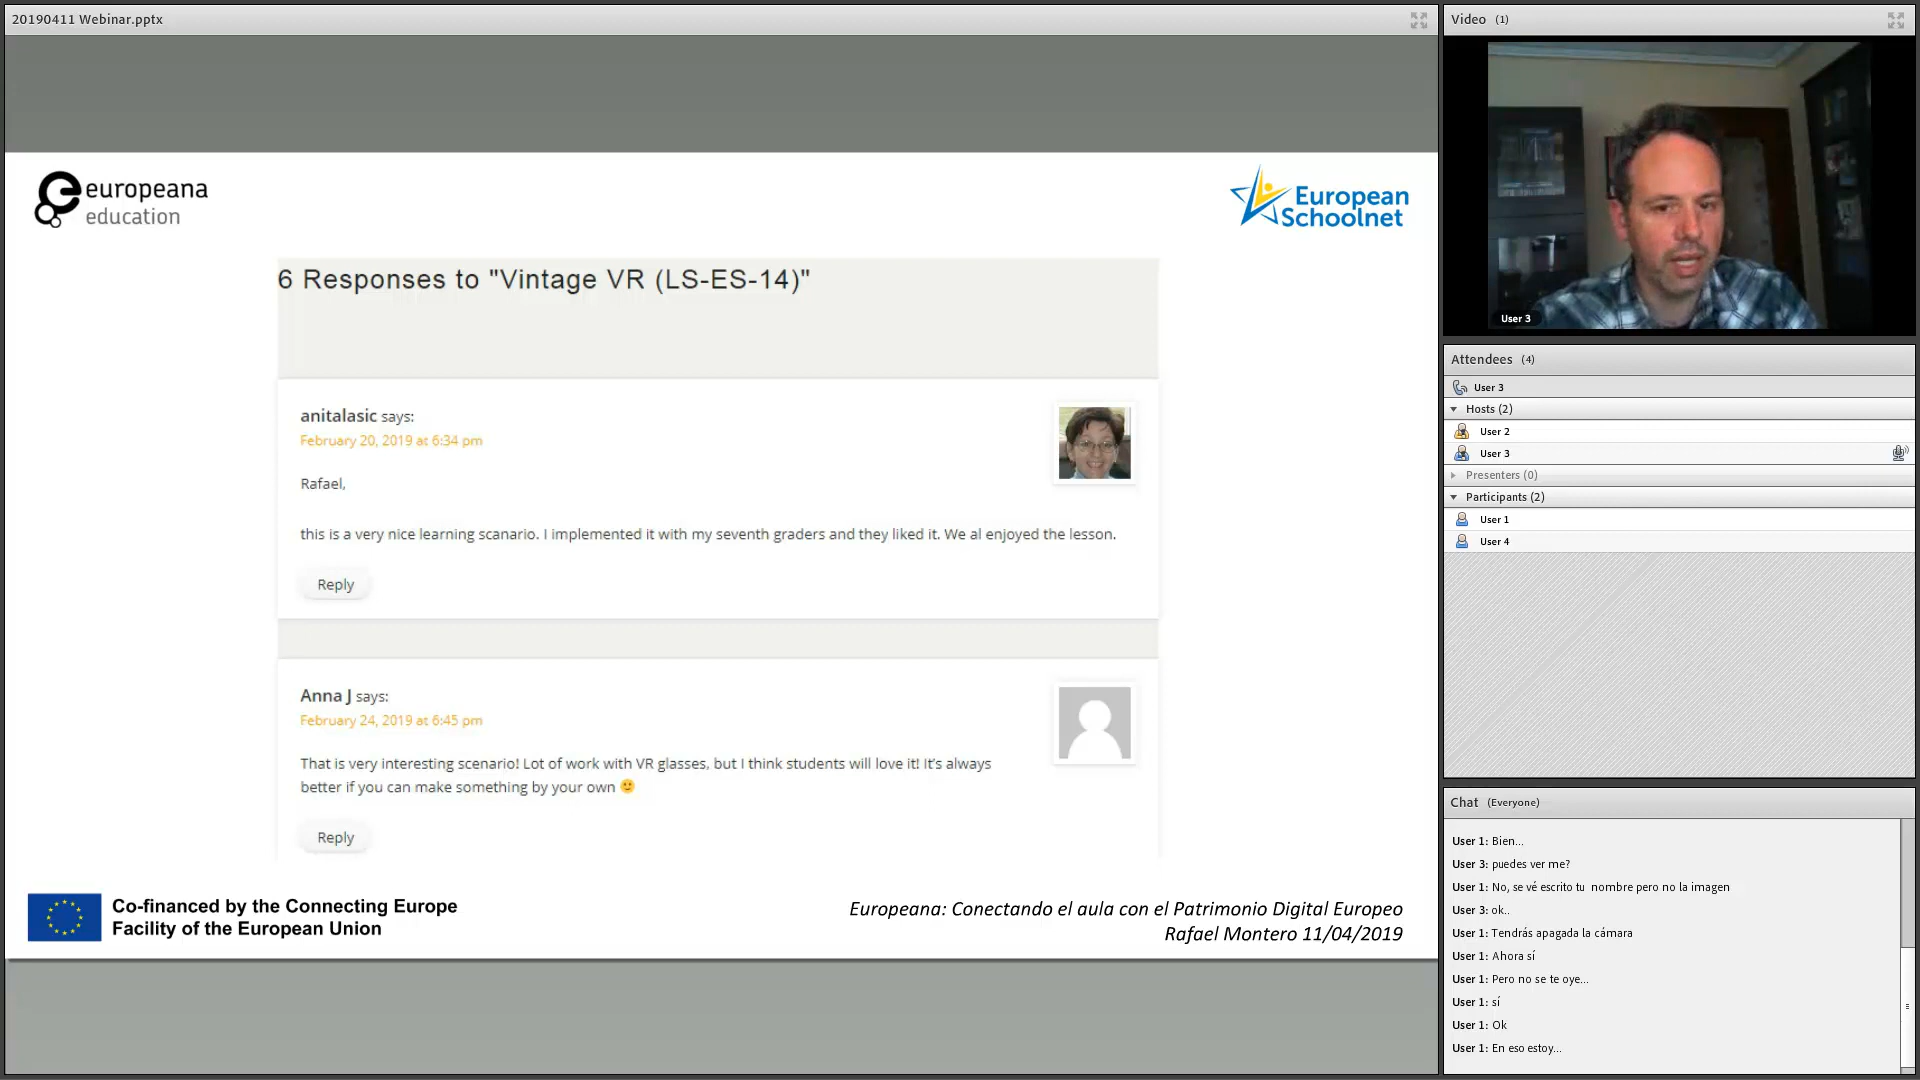 20190411 Webinar.pptx
europeana
education
European
Schoolnet
6 Responses to "Vintage VR (LS-ES-14)"
anitalasic says:
February 20, 2019 at 6:34 pm
Rafael,
this is a very nice learning scanario. I implemented it with my seventh graders and they liked it. We al enjoyed the lesson.
Reply
Anna J says:
February 24, 2019 at 6:45 pm
That is very interesting scenario! Lot of work with VR glasses, but I think students will love it! It's always
better if you can make something by your own 🙂
Reply
Co-financed by the Connecting Europe
Facility of the European Union
Europeana: Conectando el aula con el Patrimonio Digital Europeo
Rafael Montero 11/04/2019
Video (1)
User 3
Attendees (4)
User 3
Hosts (2)
User 2
User 3
Presenters (0)
Participants (2)
User 1
User 4
Chat (Everyone)
User 1: Bien...
User 3: puedes ver me?
User 1: No, se vé escrito tu nombre pero no la imagen
User 3: ok..
User 1: Tendrás apagada la cámara
User 1: Ahora sí
User 1: Pero no se te oye...
User 1: sí
User 1: Ok
User 1: En eso estoy...